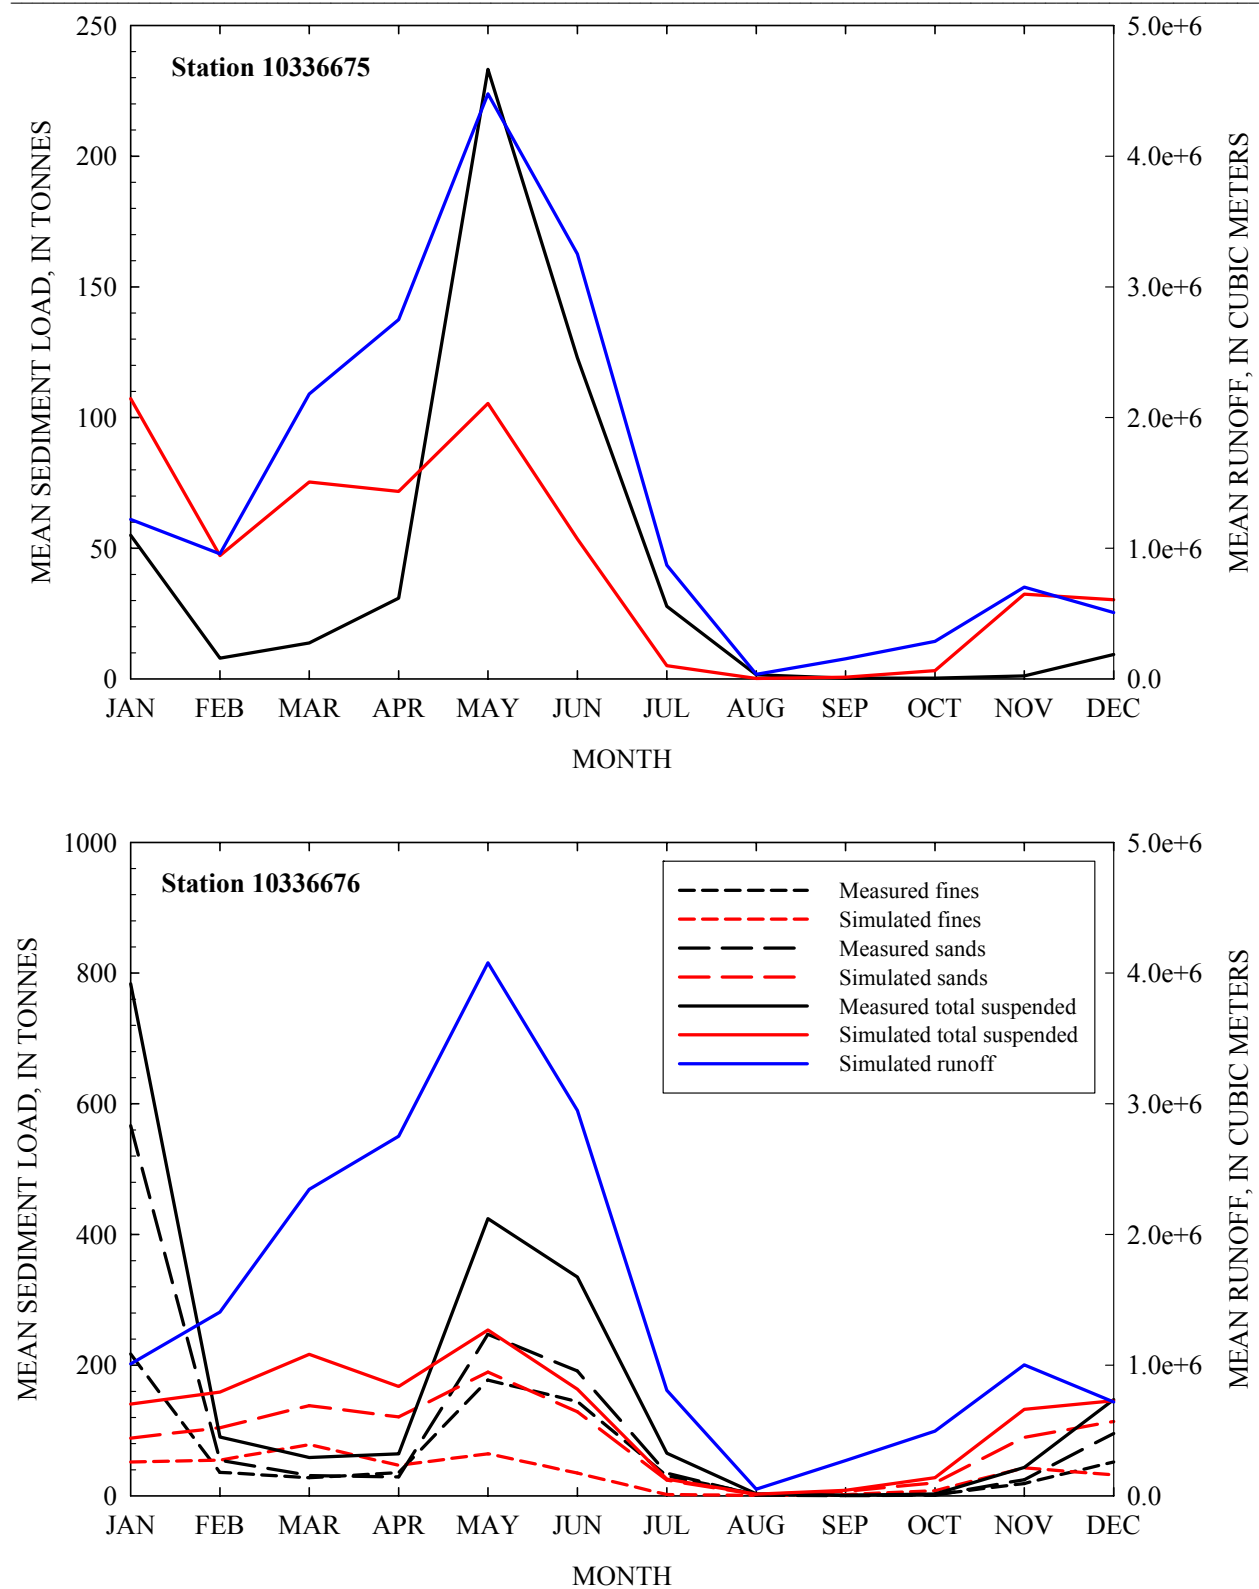 250
5.0e+6
Station 10336675
200
4.0e+6
150
3.0e+6
100
2.0e+6
50
1.0e+6
0
0.0
MEAN SEDIMENT LOAD, IN TONNES
MEAN RUNOFF, IN CUBIC METERS
JAN FEB MAR APR MAY JUN JUL AUG SEP OCT NOV DEC
MONTH
1000
5.0e+6
Station 10336676
Measured fines
Simulated fines
Measured sands
Simulated sands
Measured total suspended
Simulated total suspended
Simulated runoff
800
4.0e+6
600
3.0e+6
400
2.0e+6
200
1.0e+6
0
0.0
MEAN SEDIMENT LOAD, IN TONNES
MEAN RUNOFF, IN CUBIC METERS
JAN FEB MAR APR MAY JUN JUL AUG SEP OCT NOV DEC
MONTH